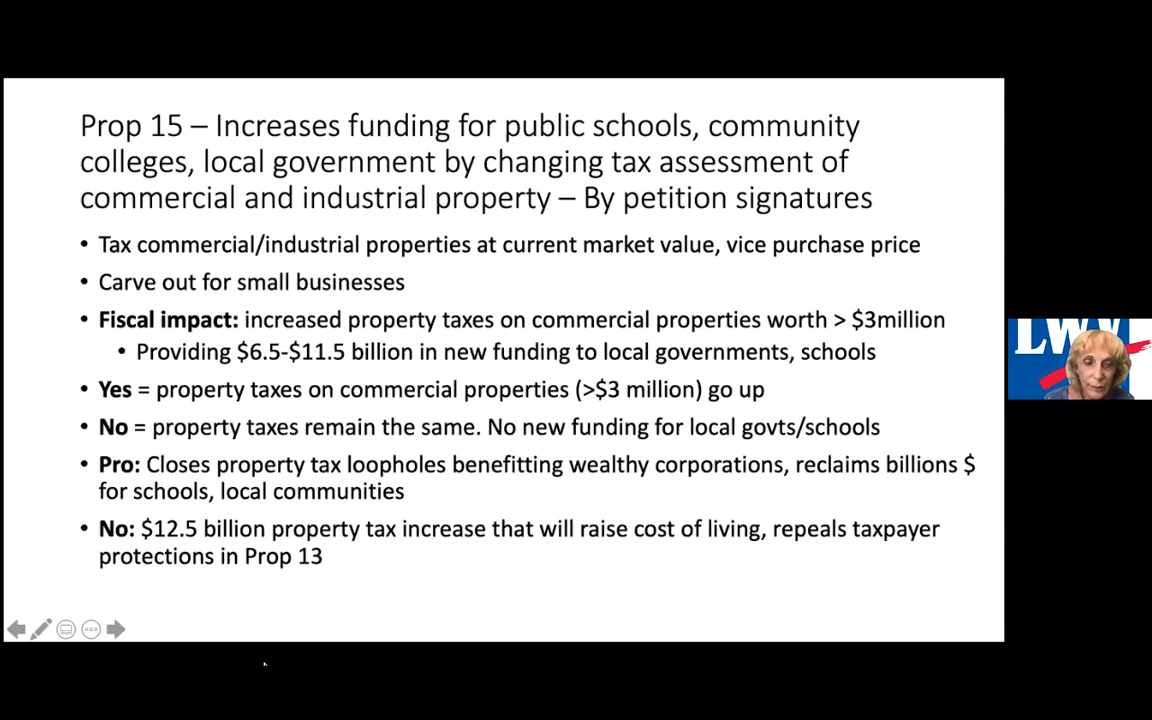 Prop 15 – Increases funding for public schools, community
colleges, local government by changing tax assessment of
commercial and industrial property – By petition signatures
• Tax commercial/industrial properties at current market value, vice purchase price
• Carve out for small businesses
• Fiscal impact: increased property taxes on commercial properties worth > $3million
• Providing $6.5-$11.5 billion in new funding to local governments, schools
• Yes = property taxes on commercial properties (>$3 million) go up
• No = property taxes remain the same. No new funding for local govts/schools
• Pro: Closes property tax loopholes benefitting wealthy corporations, reclaims billions $
for schools, local communities
• No: $12.5 billion property tax increase that will raise cost of living, repeals taxpayer
protections in Prop 13